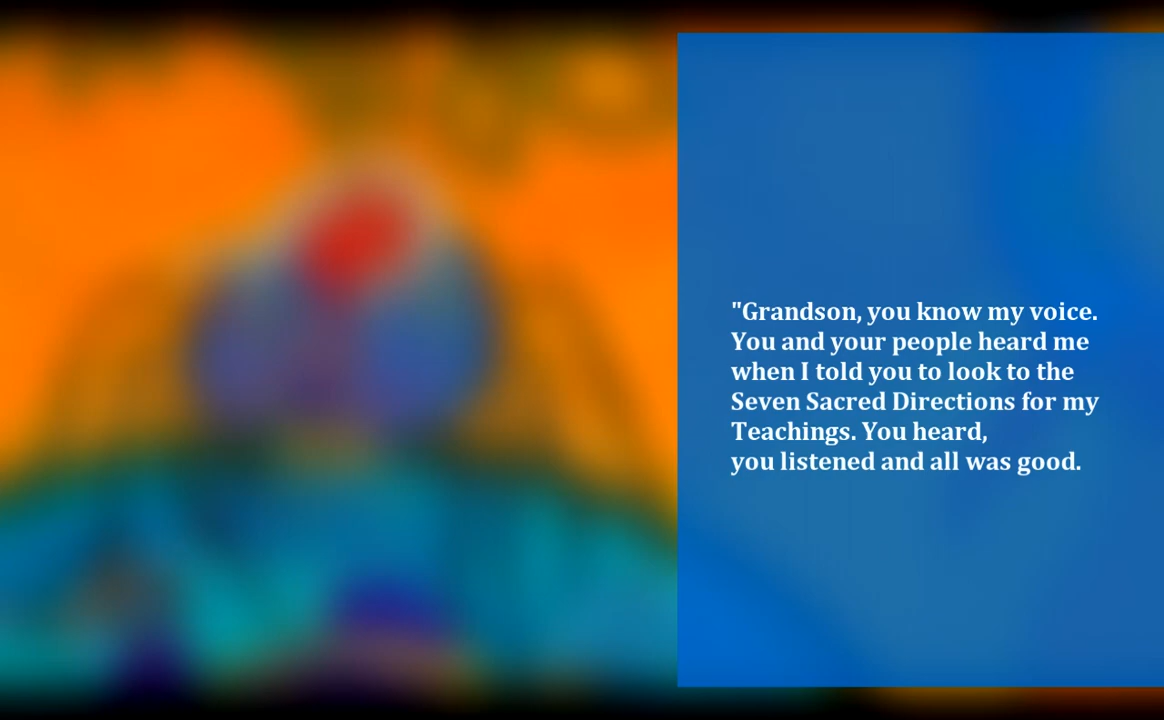 "Grandson, you know my voice.
You and your people heard me
when I told you to look to the
Seven Sacred Directions for my
Teachings. You heard,
you listened and all was good.